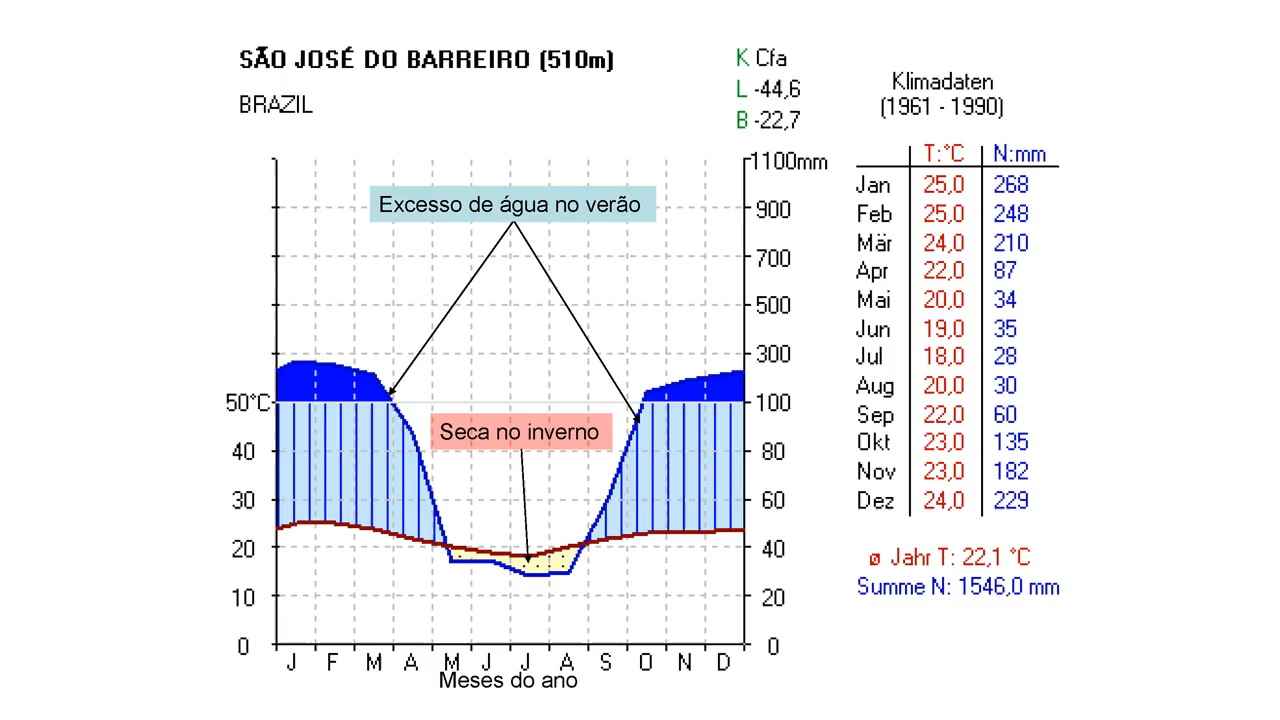 SÃO JOSÉ DO BARREIRO (510m)
BRAZIL
K Cfa
L -44,6
B -22,7
Klimadaten
(1961 - 1990)
T:°C N:mm
Jan 25,0 268
Feb 25,0 248
Mär 24,0 210
Apr 22,0 87
Mai 20,0 34
Jun 19,0 35
Jul 18,0 28
Aug 20,0 30
Sep 22,0 60
Okt 23,0 135
Nov 23,0 182
Dez 24,0 229
ø Jahr T: 22,1 °C
Summe N: 1546,0 mm
1100mm
900
700
500
300
50°C 100
40 80
30 60
20 40
10 20
0 0
Excesso de água no verão
Seca no inverno
J F M A M J J A S O N D
Meses do ano